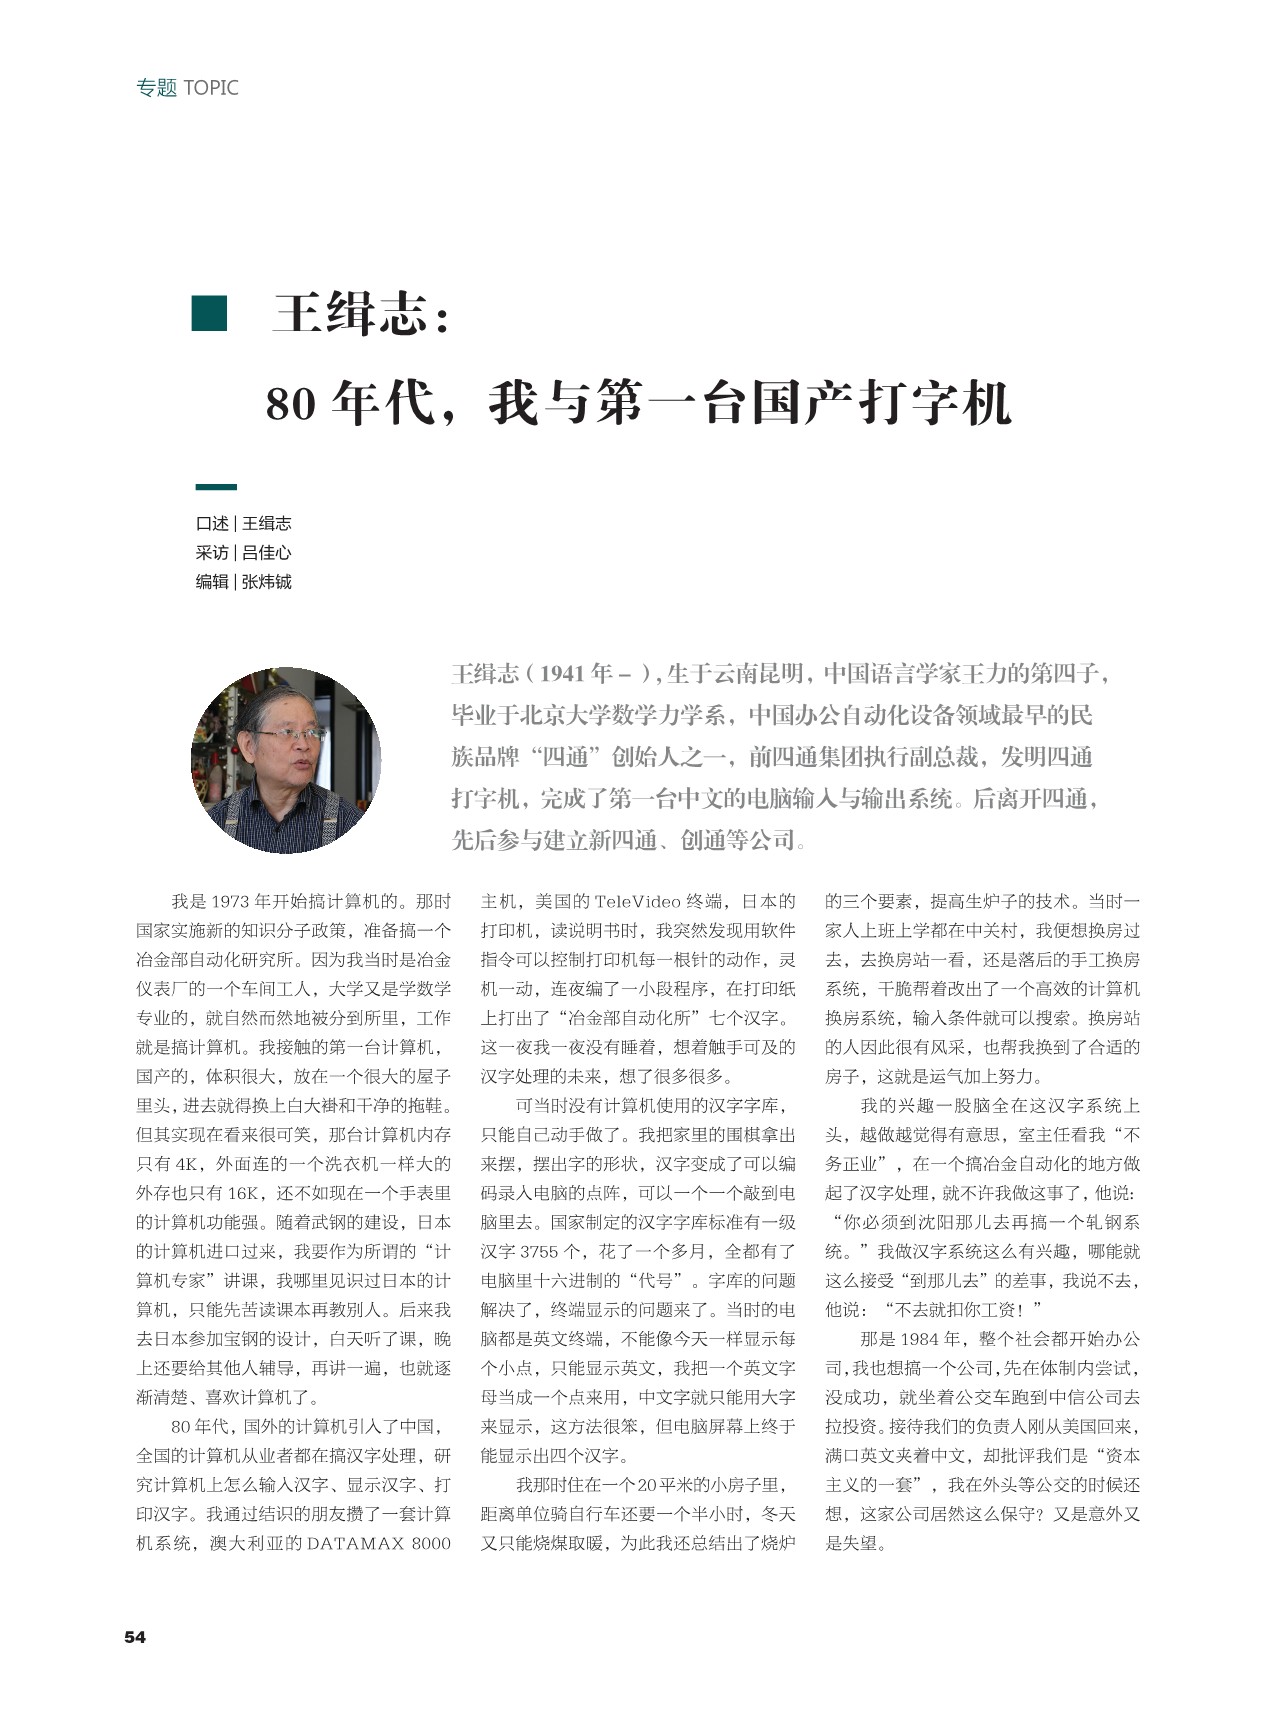 专题 TOPIC
王缉志：
80 年代，我与第一台国产打字机
口述 | 王缉志
采访 | 吕佳心
编辑 | 张炜铖
王缉志（1941 年 – ），生于云南昆明，中国语言学家王力的第四子，
毕业于北京大学数学力学系，中国办公自动化设备领域最早的民
族品牌“四通”创始人之一，前四通集团执行副总裁，发明四通
打字机，完成了第一台中文的电脑输入与输出系统。后离开四通，
先后参与建立新四通、创通等公司。
我是 1973 年开始搞计算机的。那时
国家实施新的知识分子政策，准备搞一个
冶金部自动化研究所。因为我当时是冶金
仪表厂的一个车间工人，大学又是学数学
专业的，就自然而然地被分到所里，工作
就是搞计算机。我接触的第一台计算机，
国产的，体积很大，放在一个很大的屋子
里头，进去就得换上白大褂和干净的拖鞋。
但其实现在看来很可笑，那台计算机内存
只有 4K，外面连的一个洗衣机一样大的
外存也只有 16K，还不如现在一个手表里
的计算机功能强。随着武钢的建设，日本
的计算机进口过来，我要作为所谓的“计
算机专家”讲课，我哪里见识过日本的计
算机，只能先苦读课本再教别人。后来我
去日本参加宝钢的设计，白天听了课，晚
上还要给其他人辅导，再讲一遍，也就逐
渐清楚、喜欢计算机了。
80 年代，国外的计算机引入了中国，
全国的计算机从业者都在搞汉字处理，研
究计算机上怎么输入汉字、显示汉字、打
印汉字。我通过结识的朋友攒了一套计算
机系统，澳大利亚的 DATAMAX 8000
主机，美国的 TeleVideo 终端，日本的
打印机，读说明书时，我突然发现用软件
指令可以控制打印机每一根针的动作，灵
机一动，连夜编了一小段程序，在打印纸
上打出了“冶金部自动化所”七个汉字。
这一夜我一夜没有睡着，想着触手可及的
汉字处理的未来，想了很多很多。
可当时没有计算机使用的汉字字库，
只能自己动手做了。我把家里的围棋拿出
来摆，摆出字的形状，汉字变成了可以编
码录入电脑的点阵，可以一个一个敲到电
脑里去。国家制定的汉字字库标准有一级
汉字 3755 个，花了一个多月，全都有了
电脑里十六进制的“代号”。字库的问题
解决了，终端显示的问题来了。当时的电
脑都是英文终端，不能像今天一样显示每
个小点，只能显示英文，我把一个英文字
母当成一个点来用，中文字就只能用大字
来显示，这方法很笨，但电脑屏幕上终于
能显示出四个汉字。
我那时住在一个20平米的小房子里，
距离单位骑自行车还要一个半小时，冬天
又只能烧煤取暖，为此我还总结出了烧炉
的三个要素，提高生炉子的技术。当时一
家人上班上学都在中关村，我便想换房过
去，去换房站一看，还是落后的手工换房
系统，干脆帮着改出了一个高效的计算机
换房系统，输入条件就可以搜索。换房站
的人因此很有风采，也帮我换到了合适的
房子，这就是运气加上努力。
我的兴趣一股脑全在这汉字系统上
头，越做越觉得有意思，室主任看我“不
务正业”，在一个搞冶金自动化的地方做
起了汉字处理，就不许我做这事了，他说：
“你必须到沈阳那儿去再搞一个轧钢系
统。”我做汉字系统这么有兴趣，哪能就
这么接受“到那儿去”的差事，我说不去，
他说：“不去就扣你工资！”
那是 1984 年，整个社会都开始办公
司，我也想搞一个公司，先在体制内尝试，
没成功，就坐着公交车跑到中信公司去
拉投资。接待我们的负责人刚从美国回来，
满口英文夹着中文，却批评我们是“资本
主义的一套”，我在外头等公交的时候还
想，这家公司居然这么保守？又是意外又
是失望。
54